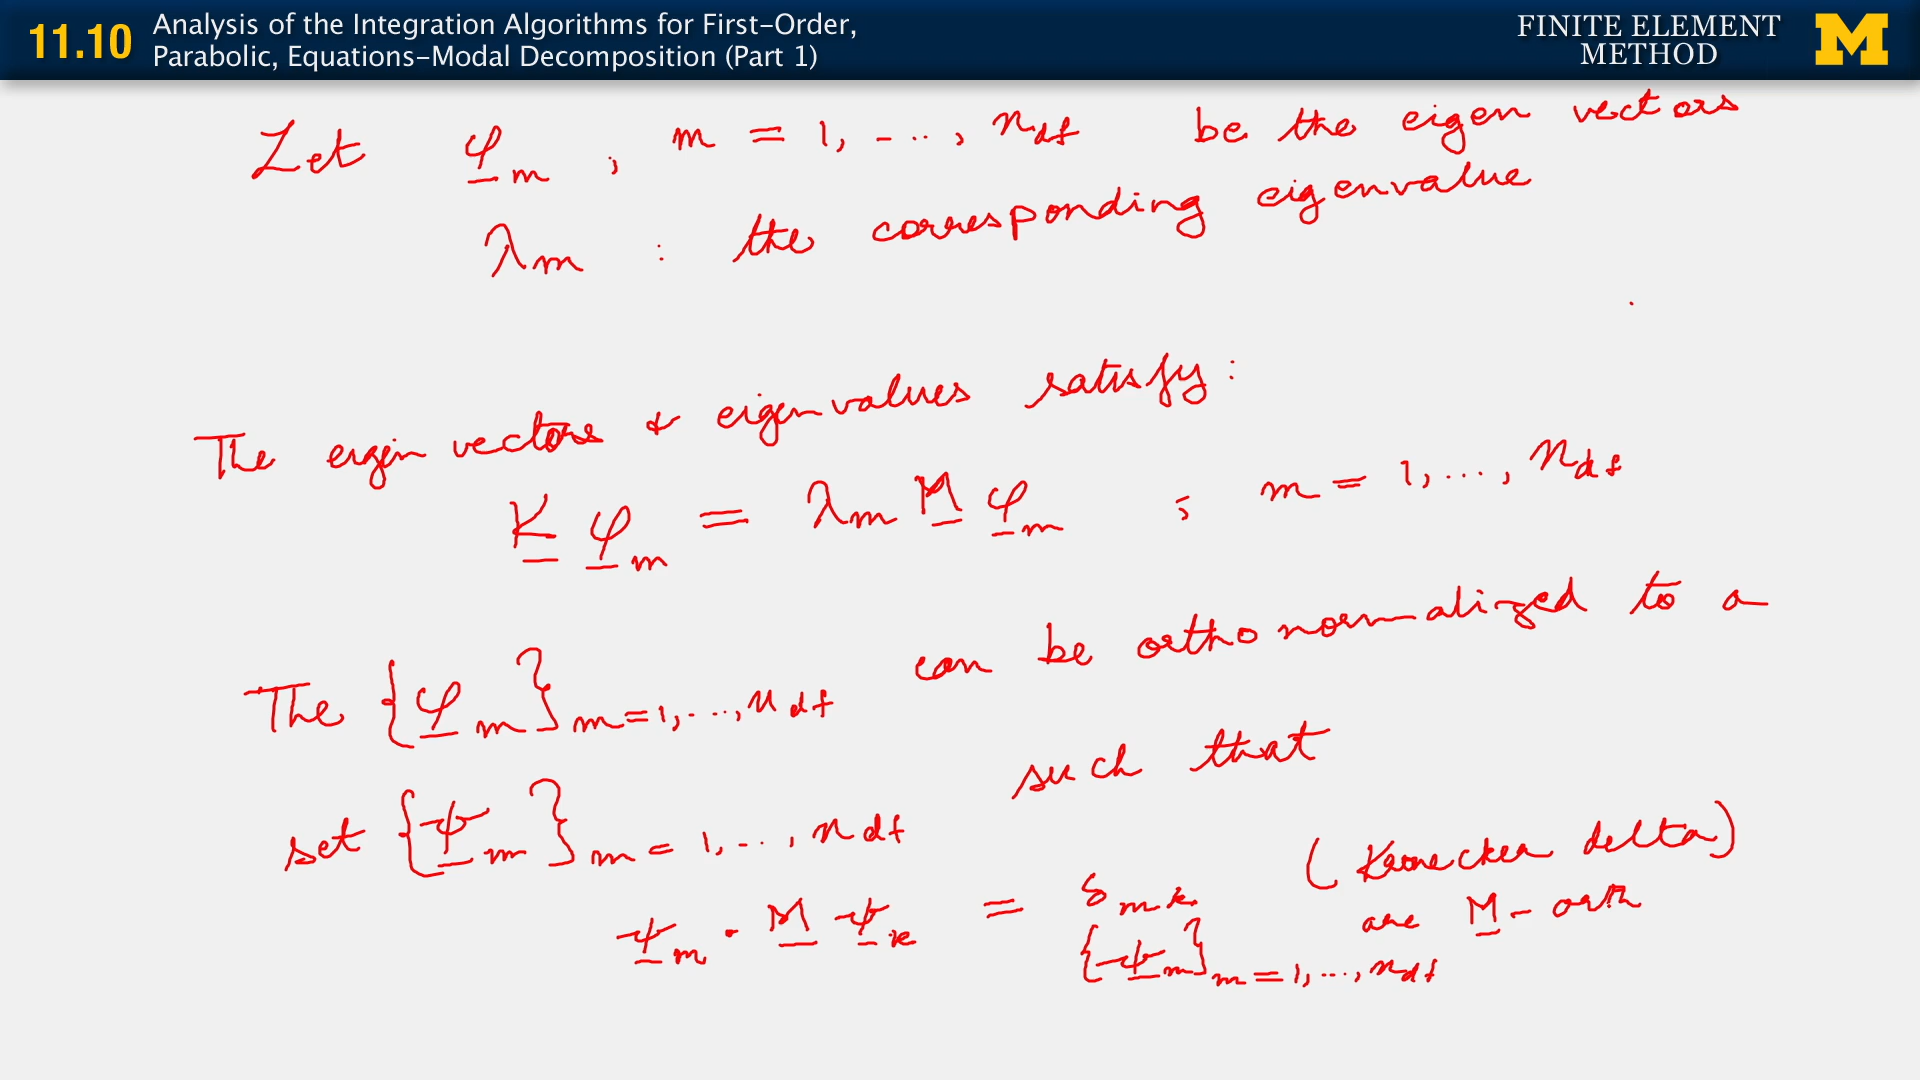 11.10
Analysis of the Integration Algorithms for First-Order,
Parabolic, Equations-Modal Decomposition (Part 1)
FINITE ELEMENT
METHOD
M
Let φ_m ; m = 1, ..., n_df be the eigen vectors
λ_m : the corresponding eigenvalue
The eigen vectors & eigenvalues satisfy:
K φ_m = λ_m M φ_m ; m = 1, ..., n_df
The {φ_m}_m=1,...,n_df can be orthonormalized to a
set {ψ_m}_m=1,...,n_df such that
ψ_m · M ψ_k = δ_mk (Kronecker delta)
{ψ_m}_m=1,...,n_df are M-orth